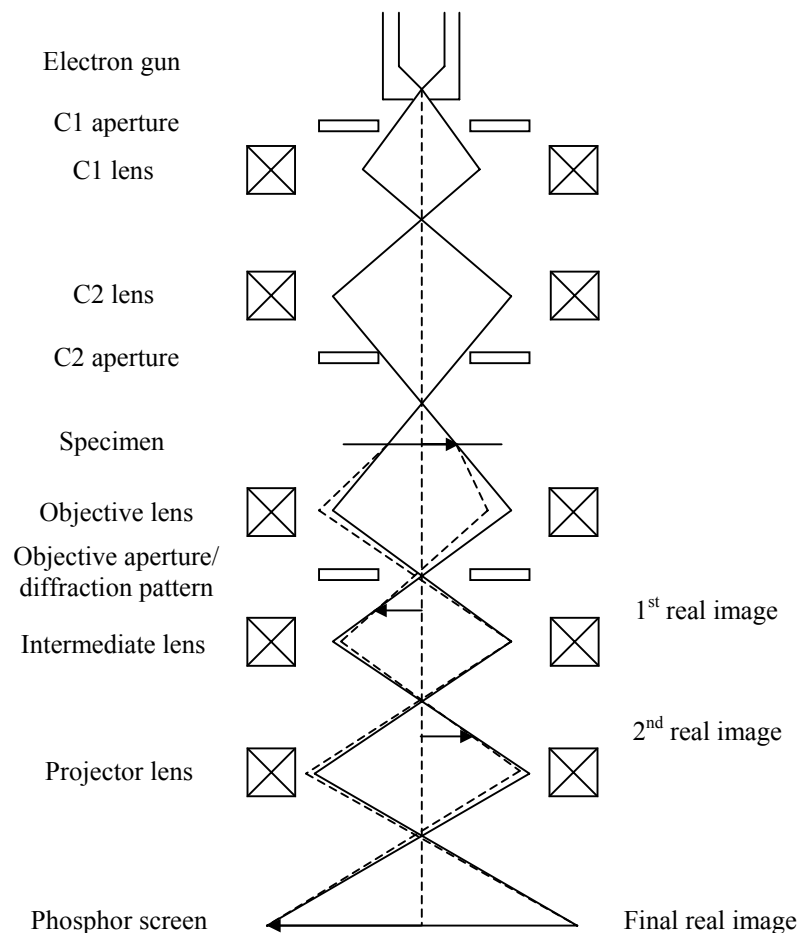 Electron gun
C1 aperture
C1 lens
C2 lens
C2 aperture
Specimen
Objective lens
Objective aperture/
diffraction pattern
1st real image
Intermediate lens
2nd real image
Projector lens
Phosphor screen
Final real image